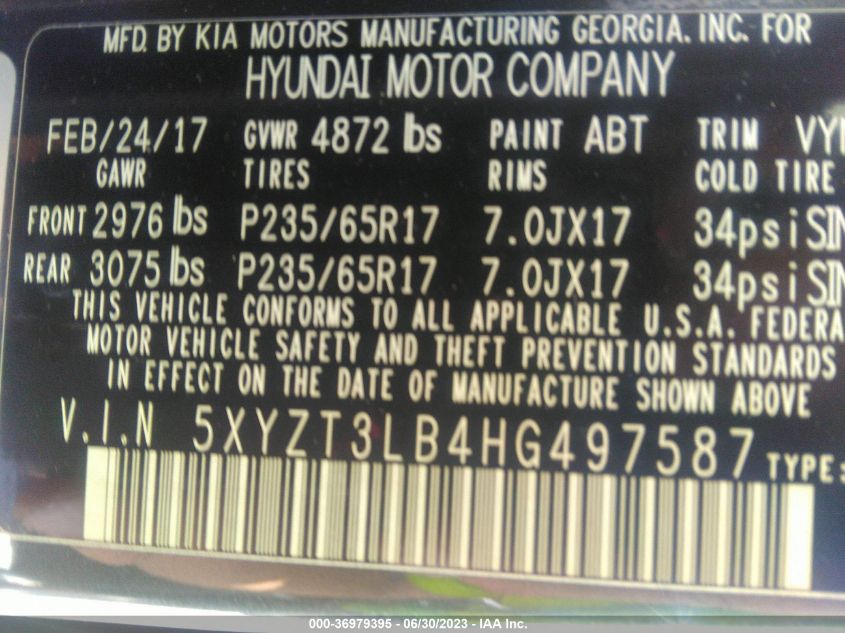 MFD. BY KIA MOTORS MANUFACTURING GEORGIA. INC. FOR
HYUNDAI MOTOR COMPANY
FEB/24/17 GVWR 4872 lbs PAINT ABT TRIM
GAWR TIRES RIMS COLD TIRE
FRONT 2976 lbs P235/65R17 7.0JX17 34psi
REAR 3075 lbs P235/65R17 7.0JX17 34psi
THIS VEHICLE CONFORMS TO ALL APPLICABLE U.S.A. FEDERA
MOTOR VEHICLE SAFETY AND THEFT PREVENTION STANDARDS
IN EFFECT ON THE DATE OF MANUFACTURE SHOWN ABOVE
V.I.N 5XYZT3LB4HG497587 TYPE:
000-36979395 - 06/30/2023 - IAA Inc.